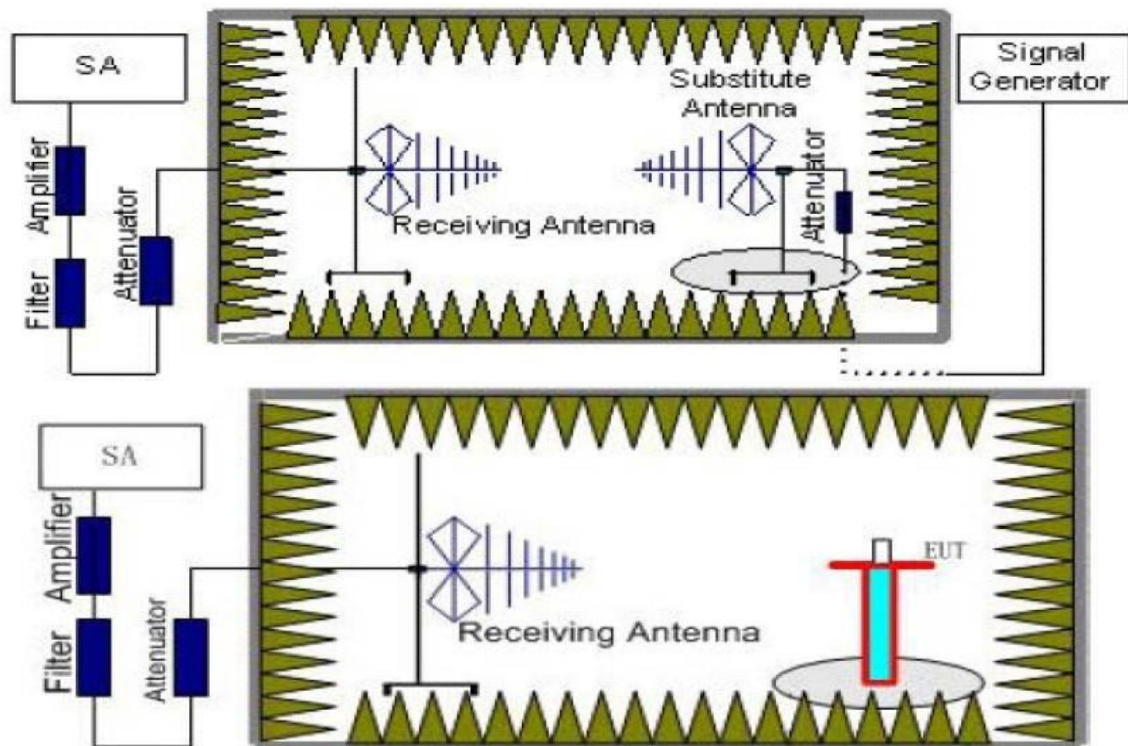 SA
Signal
Generator
Substitute
Antenna
Amplifier
Attenuator
Attenuator
Receiving Antenna
Filter
SA
Amplifier
EUT
Receiving Antenna
Filter
Attenuator